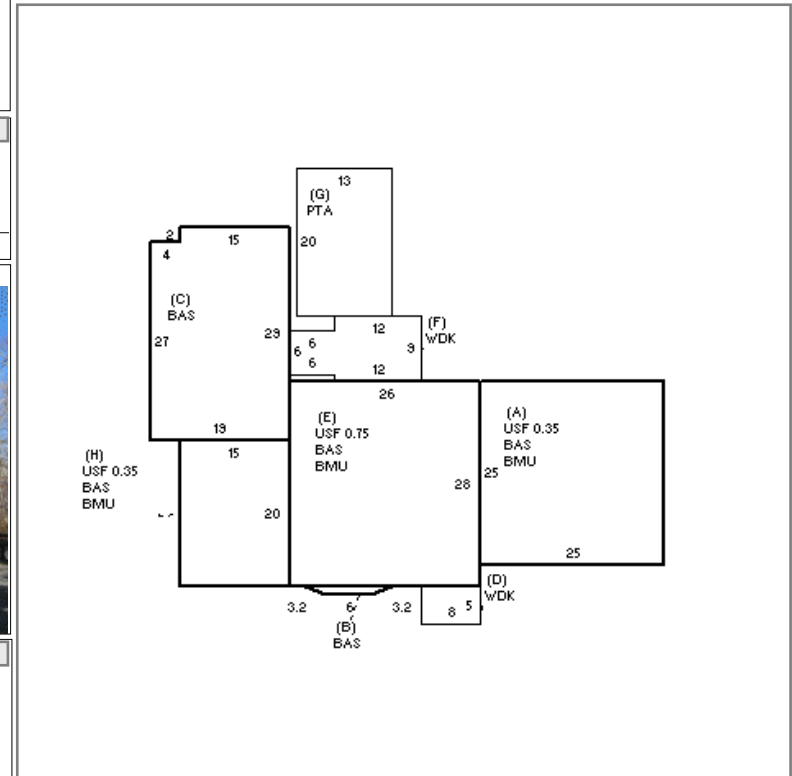 13
(G)
PTA
20
2
15
4
(C)
BAS
27
29
19
12
(F)
WDK
6
6
9
6
12
26
(E)
USF 0.75
BAS
BMU
28
(A)
USF 0.35
BAS
BMU
25
25
(H)
USF 0.35
BAS
BMU
15
20
3.2
6
3.2
(B)
BAS
(D)
WDK
8
5